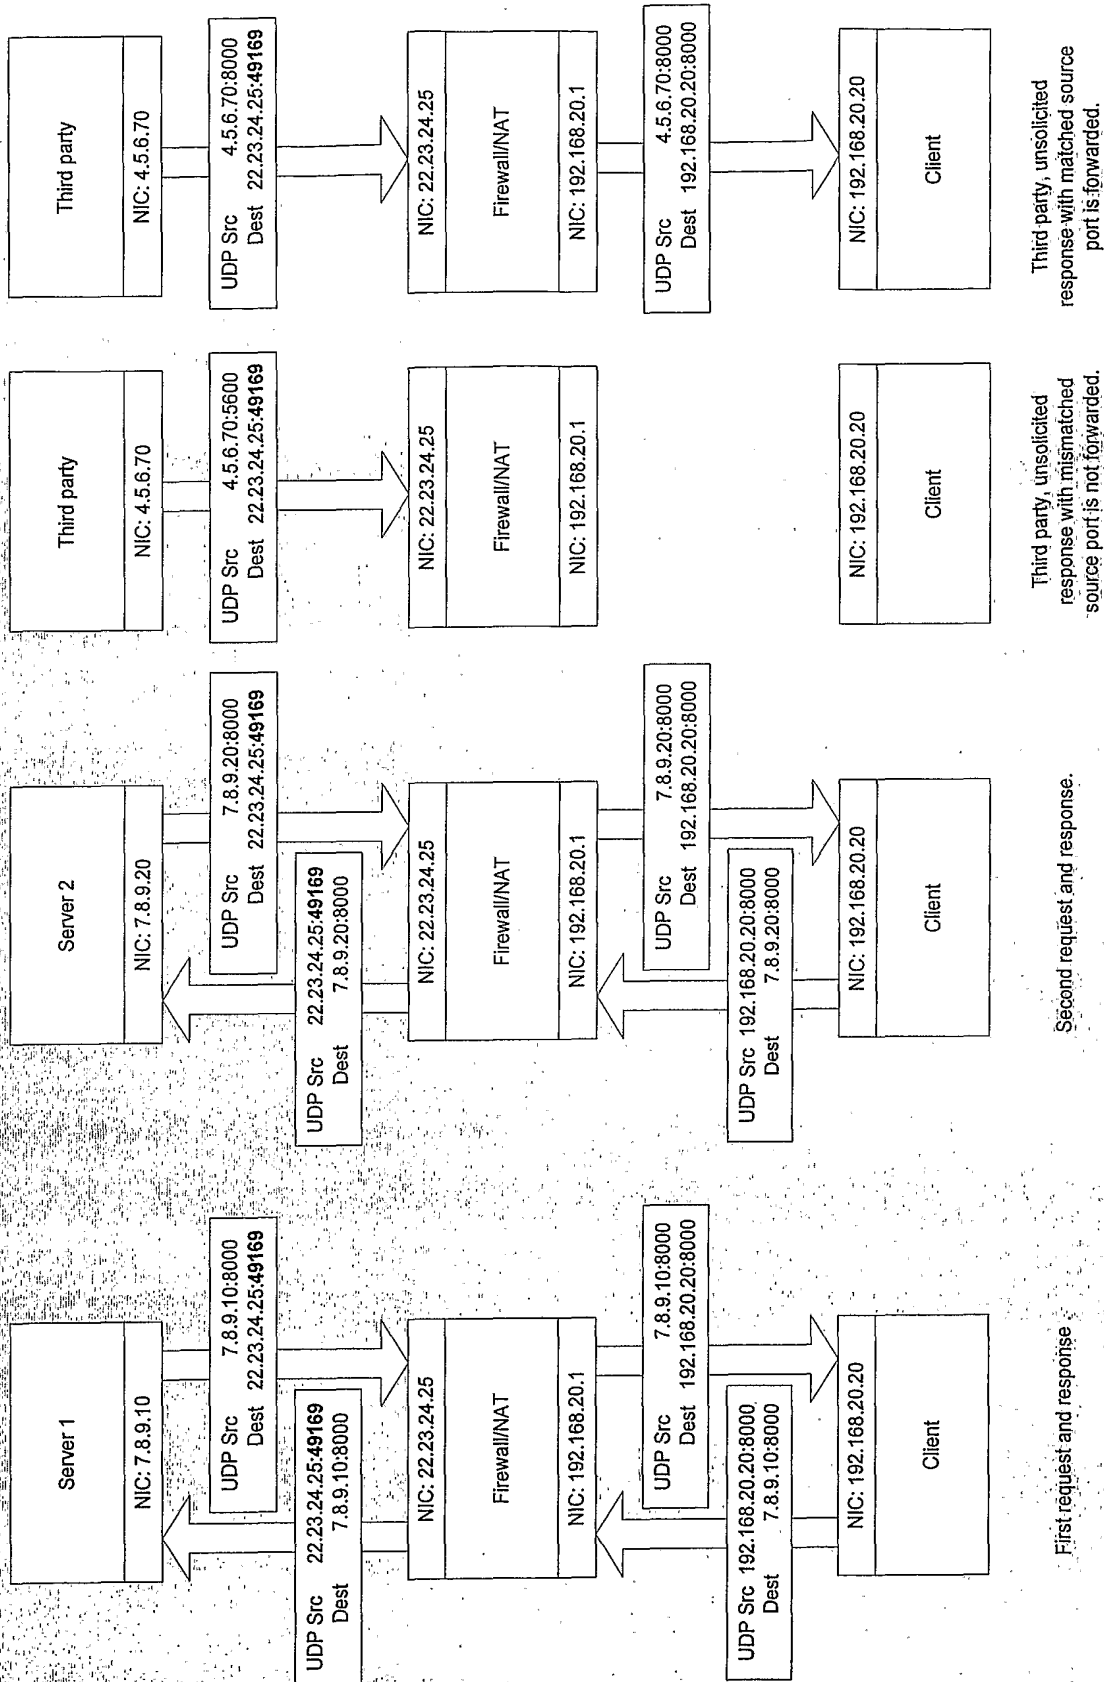 Server 1
NIC: 7.8.9.10
UDP Src 7.8.9.10:8000
Dest 22.23.24.25:49169
UDP Src 22.23.24.25:49169
Dest 7.8.9.10:8000
NIC: 22.23.24.25
Firewall/NAT
NIC: 192.168.20.1
UDP Src 7.8.9.10:8000
Dest 192.168.20.20:8000
UDP Src 192.168.20.20:8000
Dest 7.8.9.10:8000
NIC: 192.168.20.20
Client
First request and response
Server 2
NIC: 7.8.9.20
UDP Src 7.8.9.20:8000
Dest 22.23.24.25:49169
UDP Src 22.23.24.25:49169
Dest 7.8.9.20:8000
NIC: 22.23.24.25
Firewall/NAT
NIC: 192.168.20.1
UDP Src 7.8.9.20:8000
Dest 192.168.20.20:8000
UDP Src 192.168.20.20:8000
Dest 7.8.9.20:8000
NIC: 192.168.20.20
Client
Second request and response.
Third party
NIC: 4.5.6.70
UDP Src 4.5.6.70:5600
Dest 22.23.24.25:49169
NIC: 22.23.24.25
Firewall/NAT
NIC: 192.168.20.1
NIC: 192.168.20.20
Client
Third party, unsolicited
response with mismatched
source port is not forwarded.
Third party
NIC: 4.5.6.70
UDP Src 4.5.6.70:8000
Dest 22.23.24.25:49169
NIC: 22.23.24.25
Firewall/NAT
NIC: 192.168.20.1
UDP Src 4.5.6.70:8000
Dest 192.168.20.20:8000
NIC: 192.168.20.20
Client
Third party, unsolicited
response with matched source
port is forwarded.